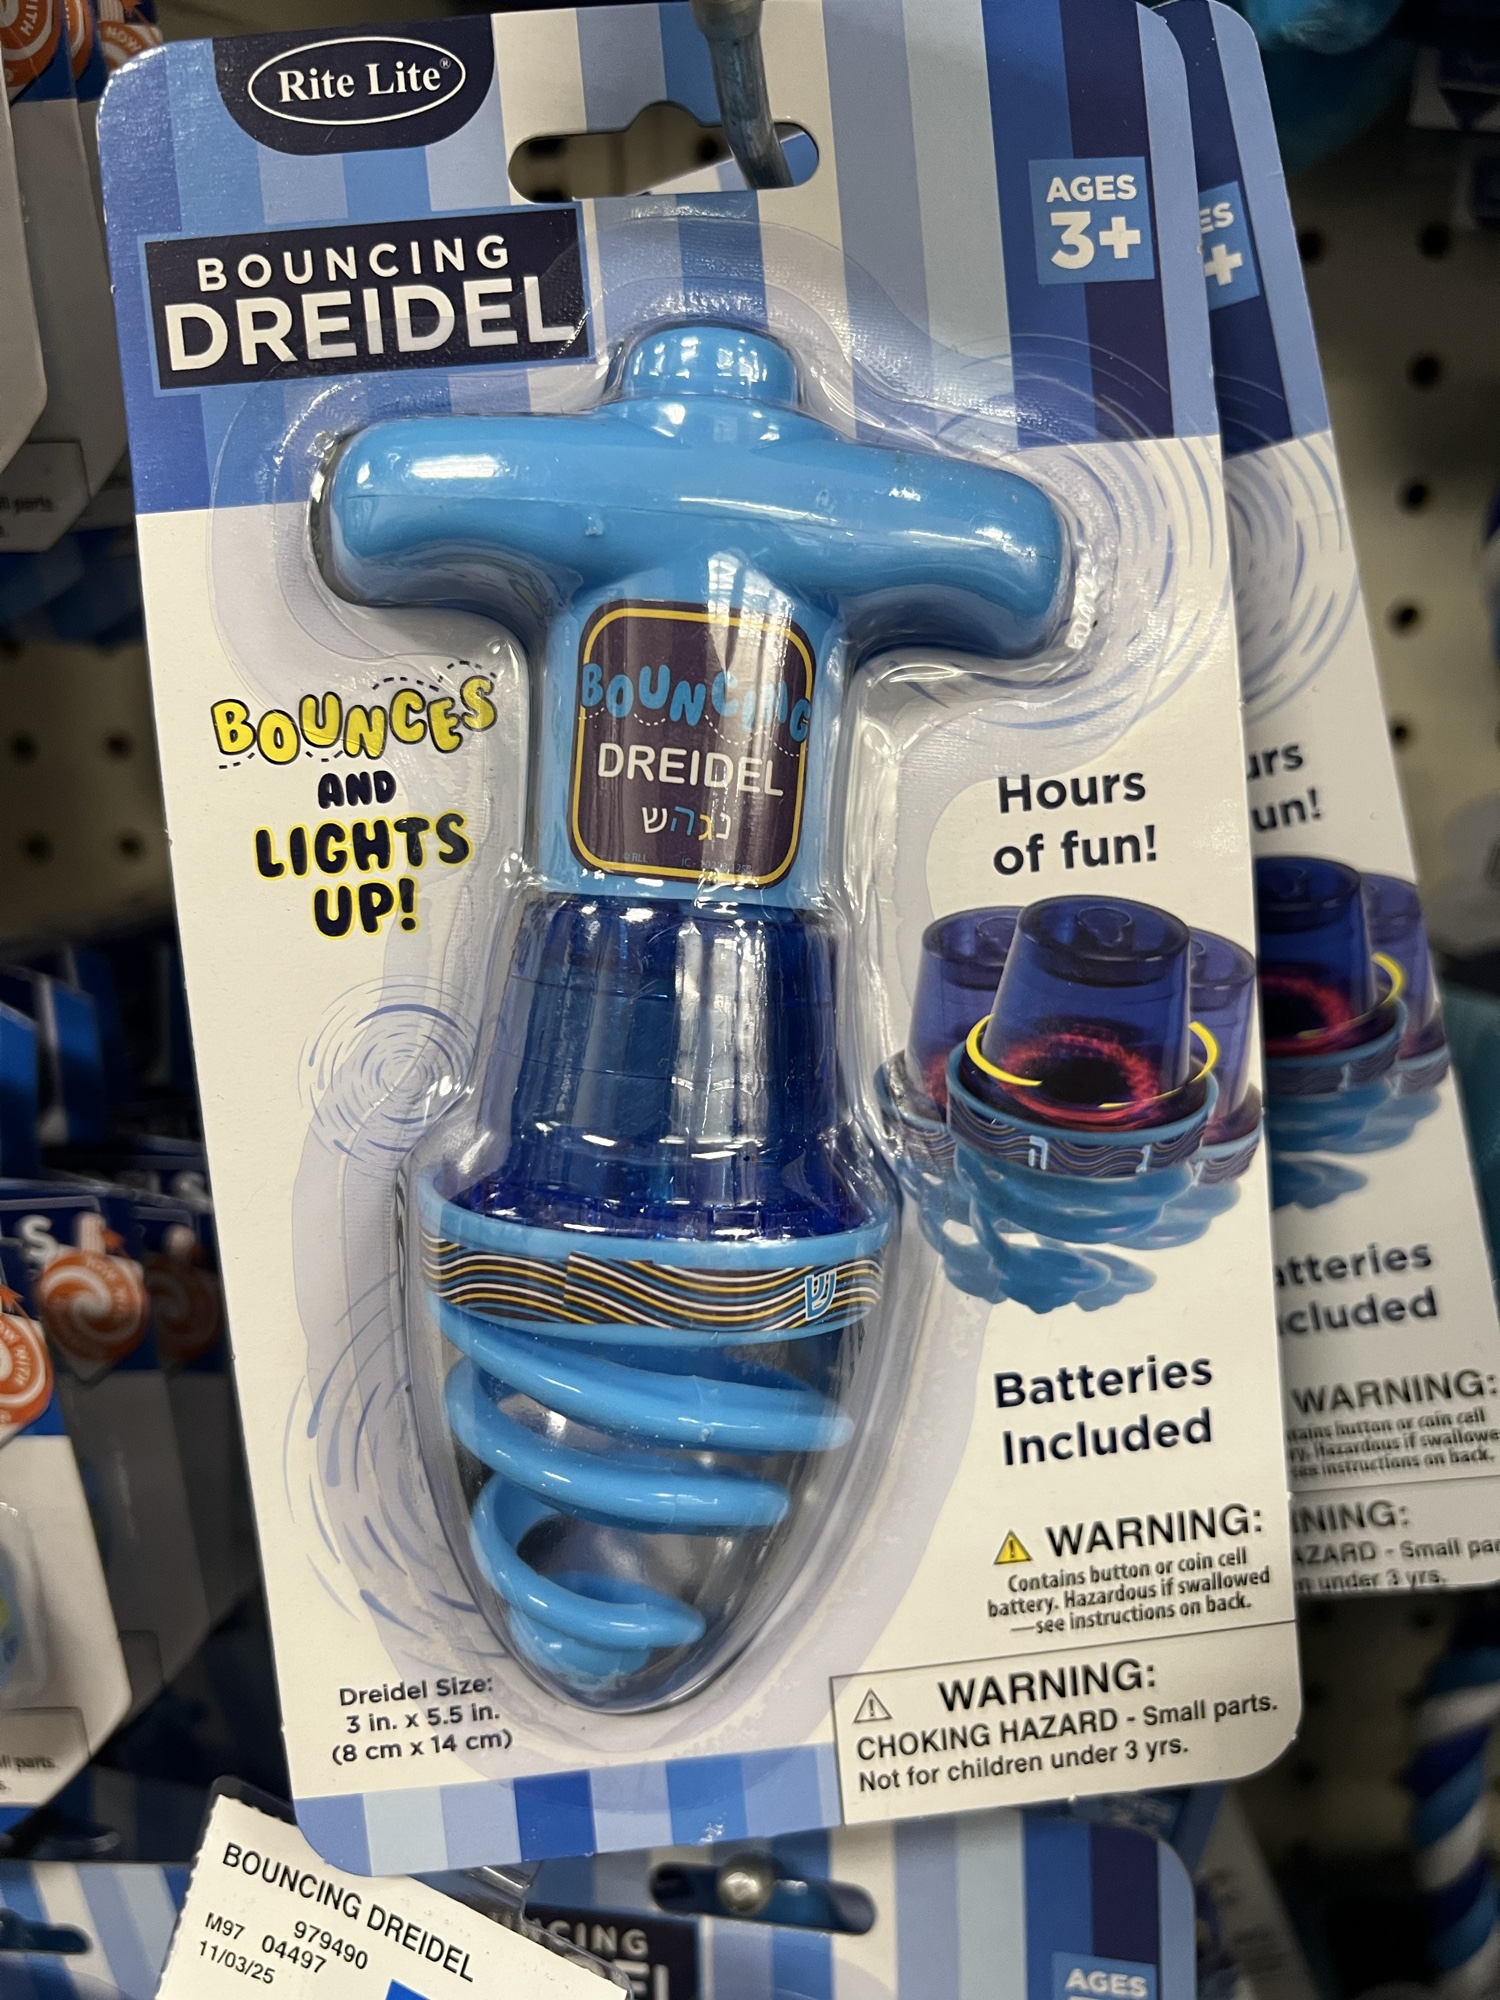 Rite Lite®
AGES
3+
BOUNCING
DREIDEL
BOUNCING
DREIDEL
נגהש
BOUNCES
AND
LIGHTS
UP!
Hours
of fun!
ה
נ
ש
Batteries
Included
WARNING:
Contains button or coin cell
battery. Hazardous if swallowed
—see instructions on back.
WARNING:
CHOKING HAZARD - Small parts.
Not for children under 3 yrs.
Dreidel Size:
3 in. x 5.5 in.
(8 cm x 14 cm)
BOUNCING DREIDEL
979490
M97 04497
11/03/25
AGES
WARNING: